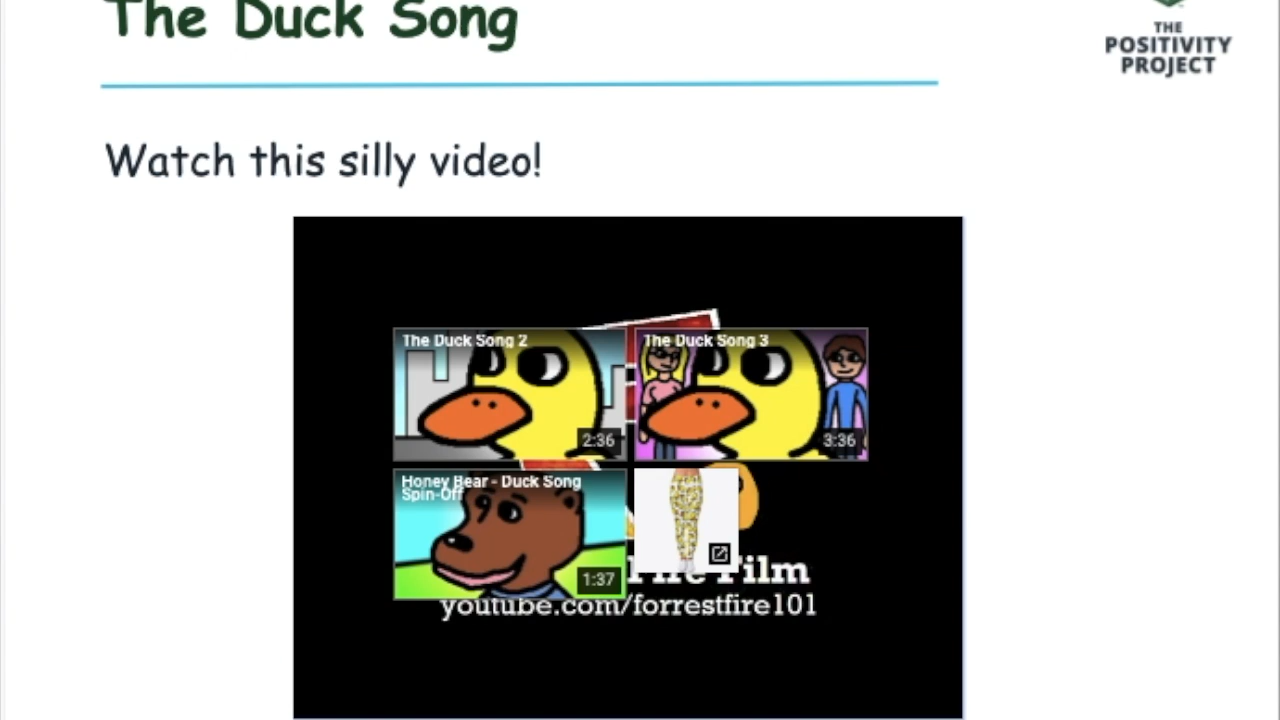 The Duck Song
THE
POSITIVITY
PROJECT
Watch this silly video!
The Duck Song 2
2:36
The Duck Song 3
3:36
Honey Bear - Duck Song
Spin-Off
1:37
Film
youtube.com/forrestfire101